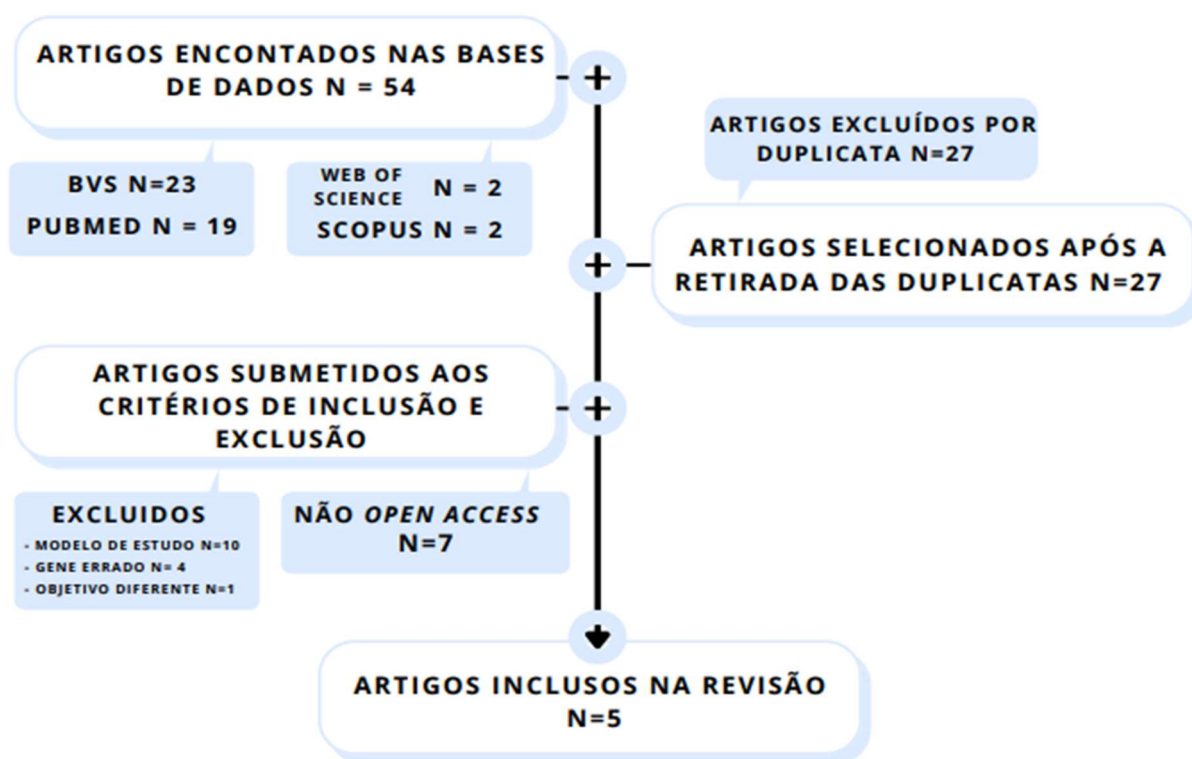 ARTIGOS ENCONTADOS NAS BASES
DE DADOS N = 54
BVS N=23
PUBMED N = 19
WEB OF
SCIENCE N = 2
SCOPUS N = 2
ARTIGOS EXCLUÍDOS POR
DUPLICATA N=27
ARTIGOS SELECIONADOS APÓS A
RETIRADA DAS DUPLICATAS N=27
ARTIGOS SUBMETIDOS AOS
CRITÉRIOS DE INCLUSÃO E
EXCLUSÃO
EXCLUIDOS
- MODELO DE ESTUDO N=10
- GENE ERRADO N= 4
- OBJETIVO DIFERENTE N=1
NÃO OPEN ACCESS
N=7
ARTIGOS INCLUSOS NA REVISÃO
N=5